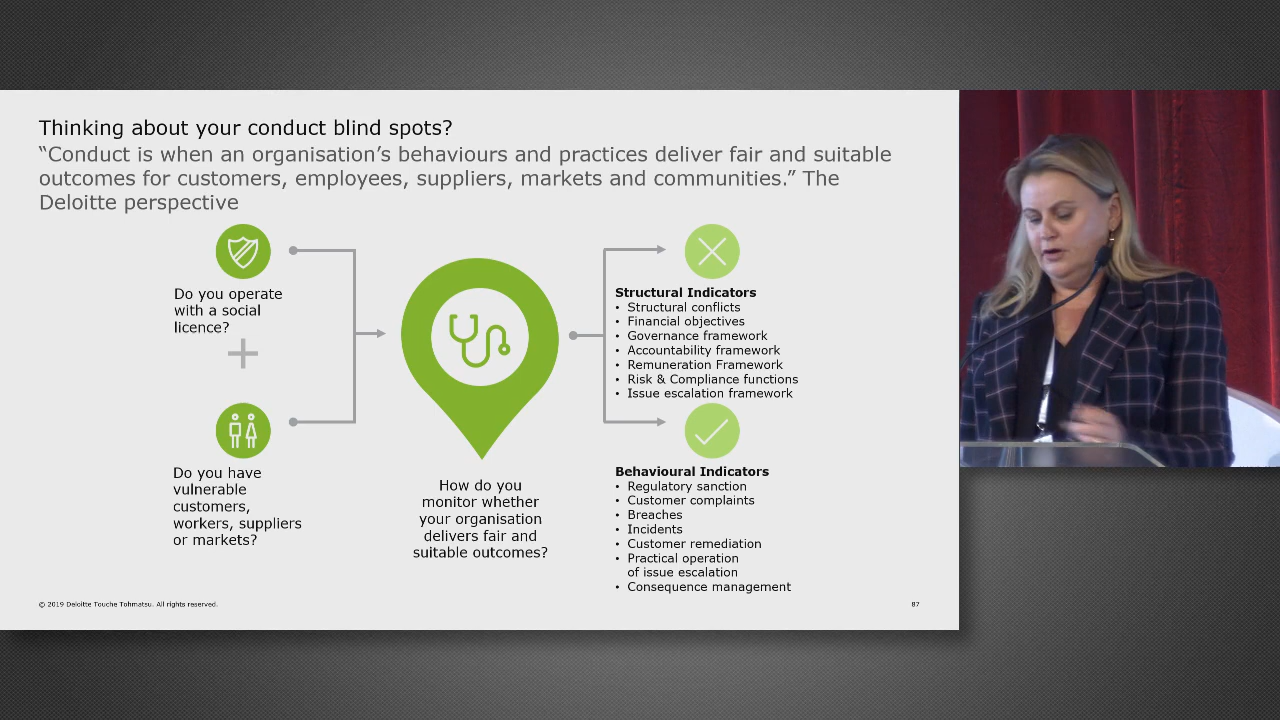 Thinking about your conduct blind spots?
“Conduct is when an organisation’s behaviours and practices deliver fair and suitable
outcomes for customers, employees, suppliers, markets and communities.” The
Deloitte perspective
Do you operate
with a social
licence?
Do you have
vulnerable
customers,
workers, suppliers
or markets?
How do you
monitor whether
your organisation
delivers fair and
suitable outcomes?
Structural Indicators
• Structural conflicts
• Financial objectives
• Governance framework
• Accountability framework
• Remuneration Framework
• Risk & Compliance functions
• Issue escalation framework
Behavioural Indicators
• Regulatory sanction
• Customer complaints
• Breaches
• Incidents
• Customer remediation
• Practical operation
of issue escalation
• Consequence management
© 2019 Deloitte Touche Tohmatsu. All rights reserved.
87